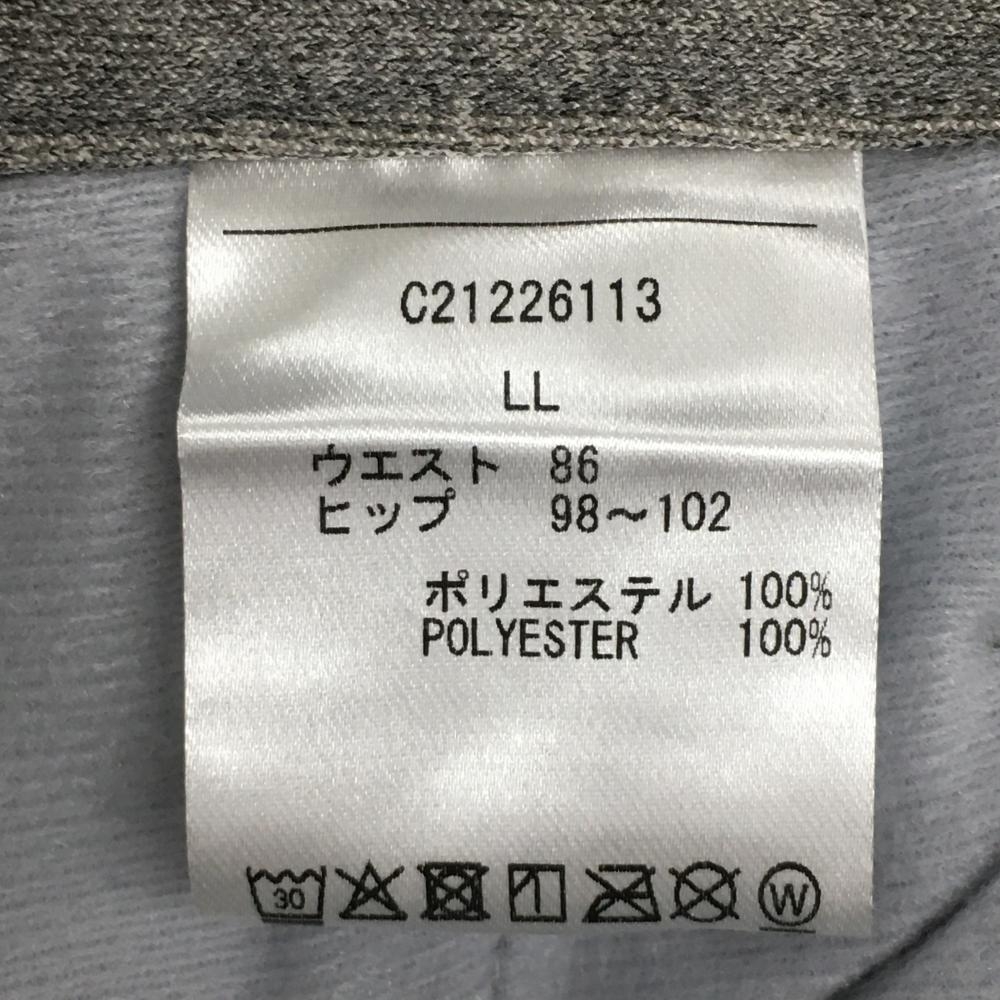 C21226113
LL
ウエスト 86
ヒップ 98～102
ポリエステル 100%
POLYESTER 100%
30 W